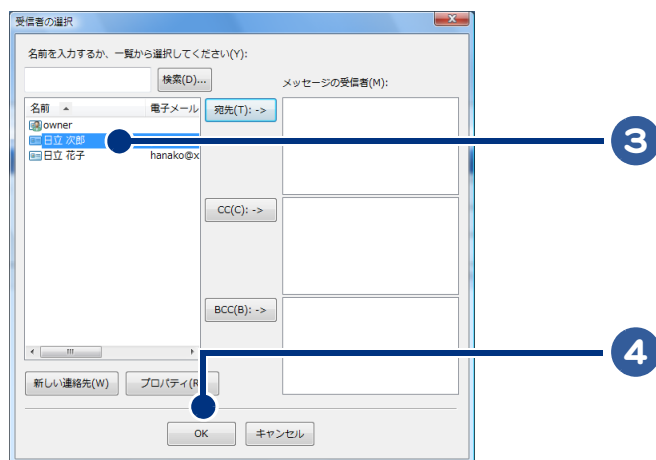 受信者の選択
名前を入力するか、一覧から選択してください(Y):
検索(D)...
メッセージの受信者(M):
名前 電子メール
宛先(T): ->
owner
日立 次郎
日立 花子 hanako@x
3
CC(C): ->
BCC(B): ->
4
新しい連絡先(W) プロパティ(R
OK キャンセル